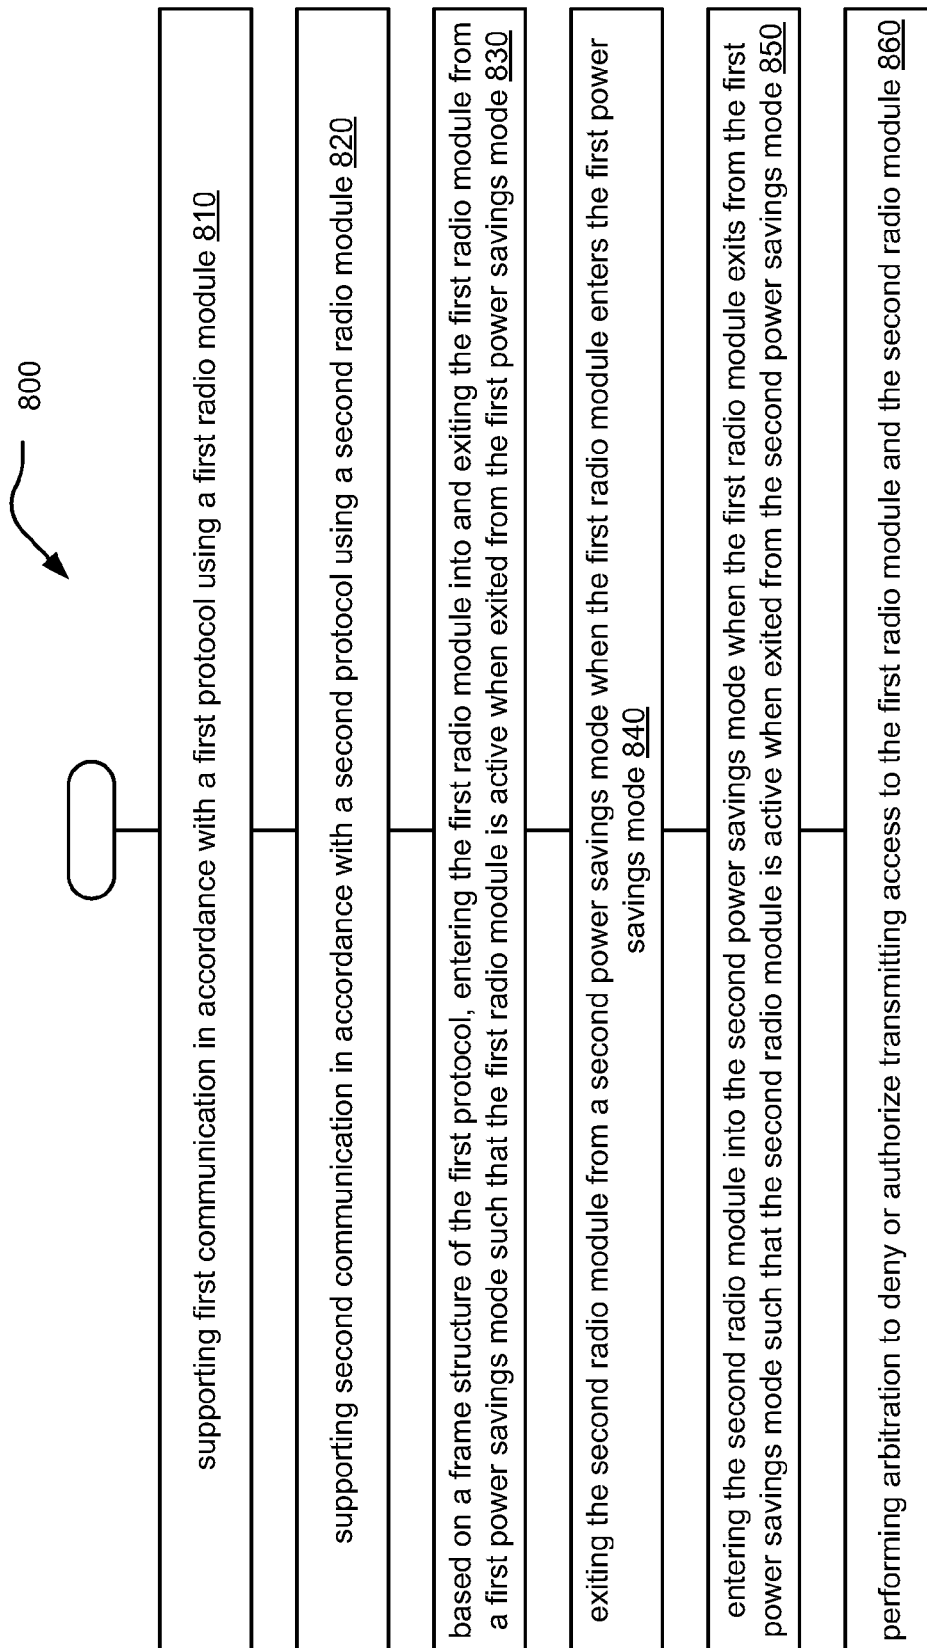 800
supporting first communication in accordance with a first protocol using a first radio module 810
supporting second communication in accordance with a second protocol using a second radio module 820
based on a frame structure of the first protocol, entering the first radio module into and exiting the first radio module from
a first power savings mode such that the first radio module is active when exited from the first power savings mode 830
exiting the second radio module from a second power savings mode when the first radio module enters the first power
savings mode 840
entering the second radio module into the second power savings mode when the first radio module exits from the first
power savings mode such that the second radio module is active when exited from the second power savings mode 850
performing arbitration to deny or authorize transmitting access to the first radio module and the second radio module 860